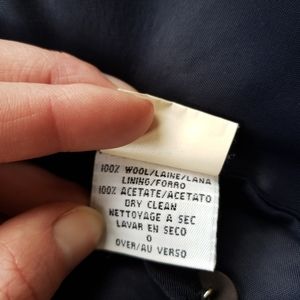 100% WOOL/LAINE/LANA
LINING/FORRO
100% ACETATE/ACETATO
DRY CLEAN
NETTOYAGE A SEC
LAVAR EN SECO
O
OVER/AU VERSO